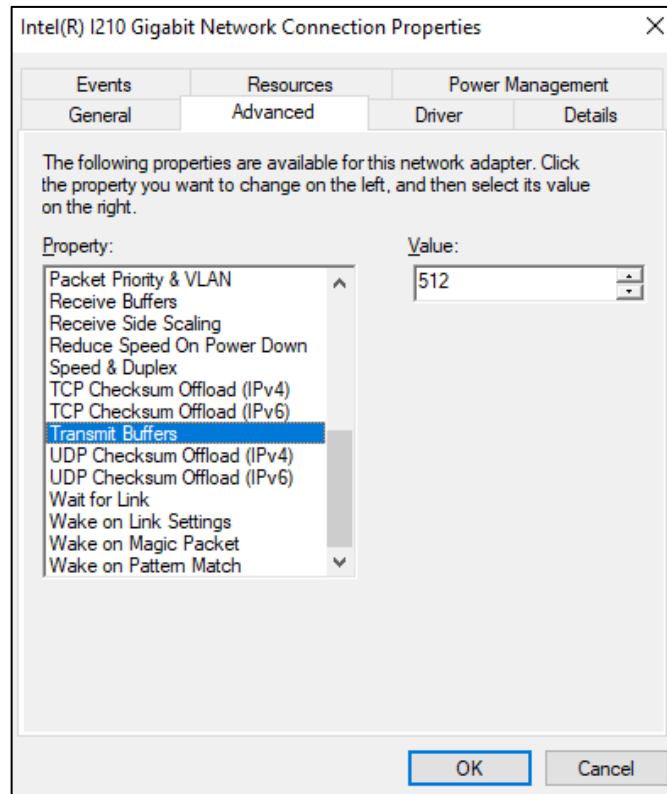 Intel(R) I210 Gigabit Network Connection Properties
Events Resources Power Management
General Advanced Driver Details
The following properties are available for this network adapter. Click
the property you want to change on the left, and then select its value
on the right.
Property: Value:
Packet Priority & VLAN 512
Receive Buffers
Receive Side Scaling
Reduce Speed On Power Down
Speed & Duplex
TCP Checksum Offload (IPv4)
TCP Checksum Offload (IPv6)
Transmit Buffers
UDP Checksum Offload (IPv4)
UDP Checksum Offload (IPv6)
Wait for Link
Wake on Link Settings
Wake on Magic Packet
Wake on Pattern Match
OK Cancel